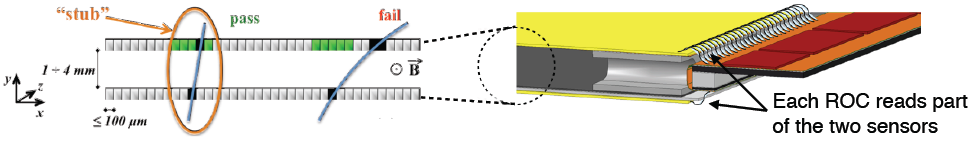 “stub”
pass
fail
1 ÷ 4 mm
⊙ B
y
z
x
≤ 100 µm
Each ROC reads part
of the two sensors